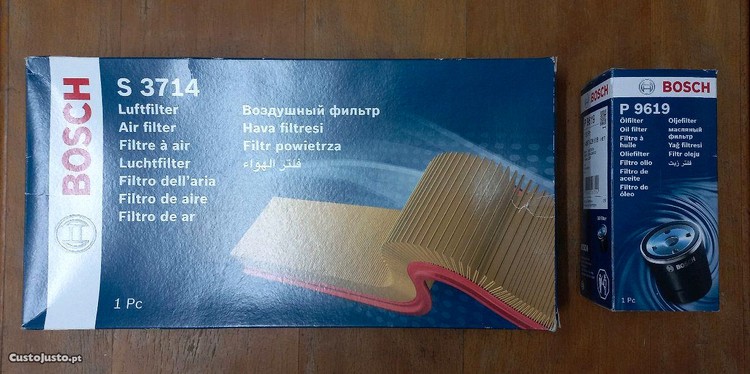 BOSCH
S 3714
Luftfilter
Air filter
Filtre à air
Luchtfilter
Filtro dell'aria
Filtro de aire
Filtro de ar
Воздушный фильтр
Hava filtresi
Filtr powietrza
فلتر الهواء
1 Pc
BOSCH
P 9619
Ölfilter
Oil filter
Filtre à
huile
Oliefilter
Filtro olio
Filtro de
aceite
Filtro de
óleo
Oljefilter
масляный
фильтр
Yağ filtresi
Filtr oleju
فلتر زيت
BOSCH
1 Pc
CustoJusto.pt